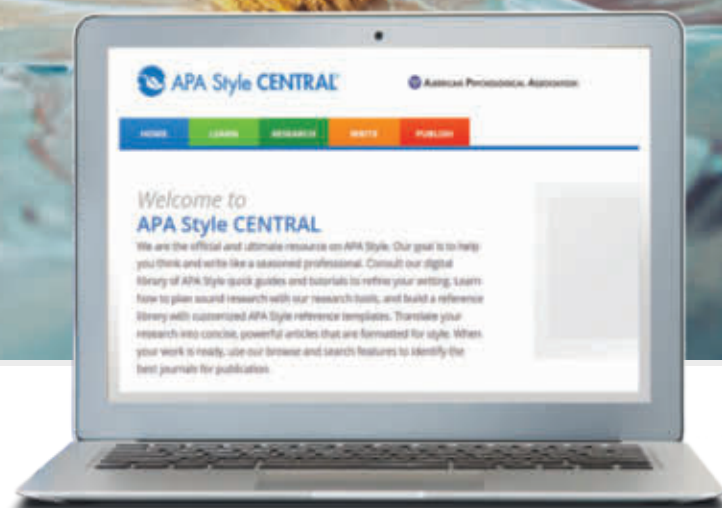 APA Style CENTRAL®
AMERICAN PSYCHOLOGICAL ASSOCIATION
HOME LEARN RESEARCH WRITE PUBLISH
Welcome to
APA Style CENTRAL
We are the official and ultimate resource on APA Style. Our goal is to help
you think and write like a seasoned professional. Consult our digital
library of APA Style quick guides and tutorials to refine your writing. Learn
how to plan sound research with our research tools, and build a reference
library with customized APA Style reference templates. Translate your
research into concise, powerful articles that are formatted for style. When
your work is ready, use our browse and search features to identify the
best journals for publication.